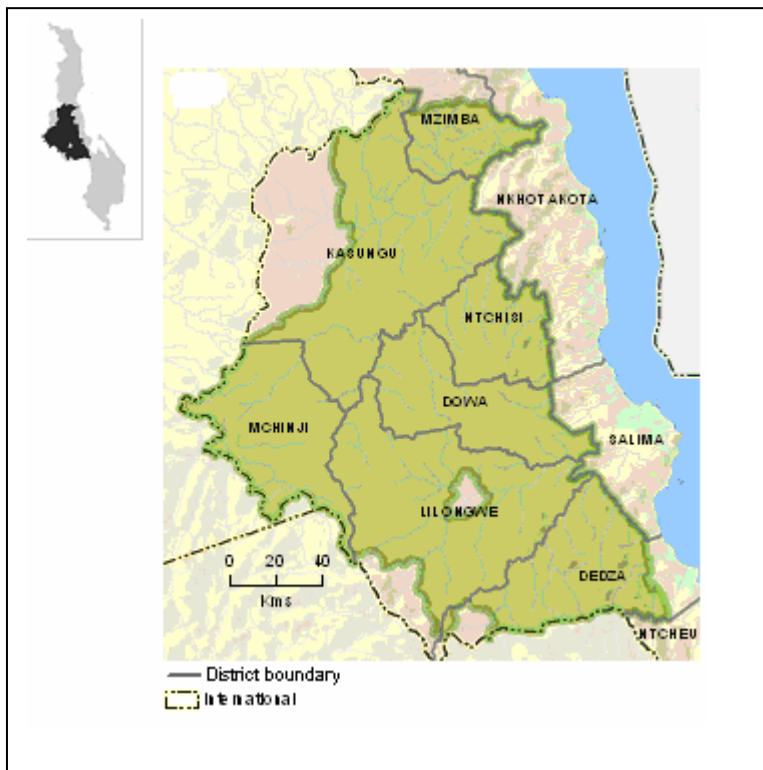 MZIMBA
NKHOTAKOTA
KASUNGU
NTCHISI
DOWA
MCHINJI
SALIMA
LILONGWE
0 20 40
Kms
DEDZA
NTCHEU
District boundary
International